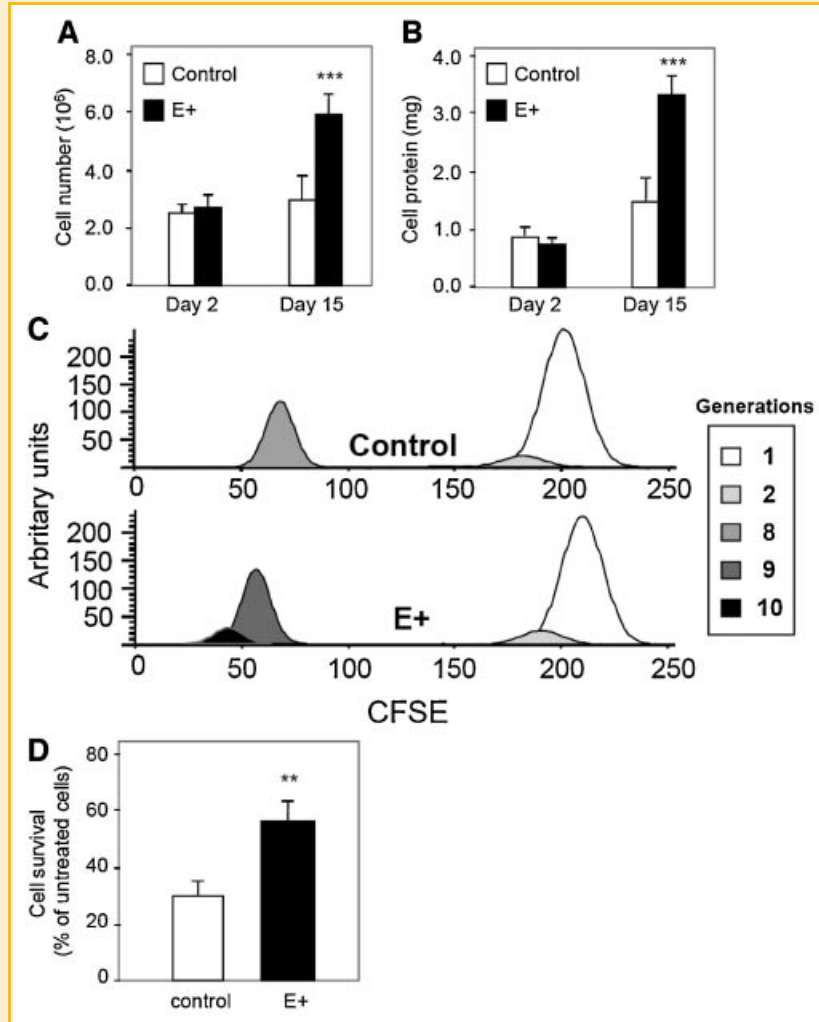 A
8.0
6.0
4.0
2.0
0.0
Cell number (10⁶)
Control
E+
***
Day 2 Day 15
B
4.0
3.0
2.0
1.0
0.0
Cell protein (mg)
Control
E+
***
Day 2 Day 15
C
Arbritary units
200
150
100
50
Control
0 50 100 150 200 250
200
150
100
50
E+
0 50 100 150 200 250
CFSE
Generations
1
2
8
9
10
D
80
60
40
20
0
Cell survival
(% of untreated cells)
**
control E+